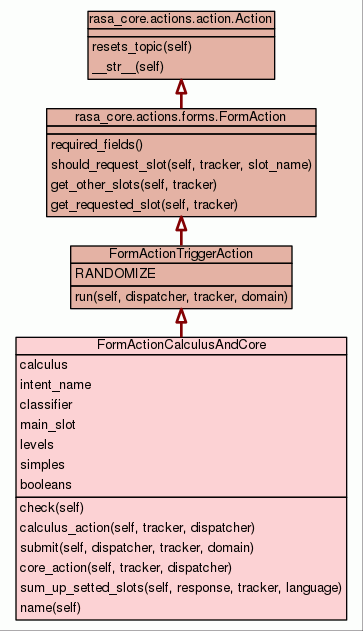 rasa_core.actions.action.Action
resets_topic(self)
__str__(self)
rasa_core.actions.forms.FormAction
required_fields()
should_request_slot(self, tracker, slot_name)
get_other_slots(self, tracker)
get_requested_slot(self, tracker)
FormActionTriggerAction
RANDOMIZE
run(self, dispatcher, tracker, domain)
FormActionCalculusAndCore
calculus
intent_name
classifier
main_slot
levels
simples
booleans
check(self)
calculus_action(self, tracker, dispatcher)
submit(self, dispatcher, tracker, domain)
core_action(self, tracker, dispatcher)
sum_up_setted_slots(self, response, tracker, language)
name(self)